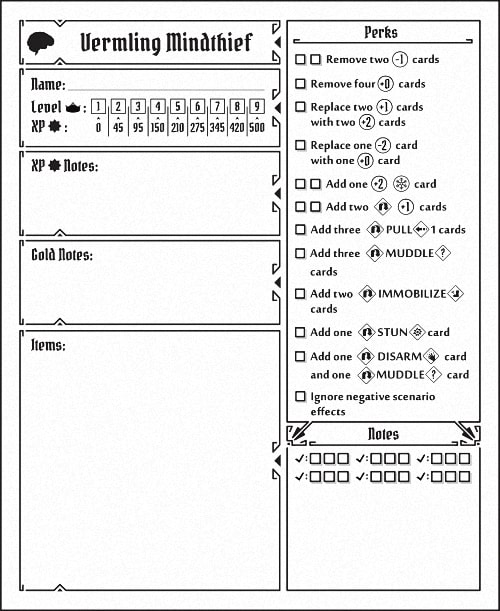 Vermling Mindthief
Name:
Level :
1 2 3 4 5 6 7 8 9
XP :
0 45 95 150 210 275 345 420 500
XP Notes:
Gold Notes:
Items:
Perks
Remove two -1 cards
Remove four +0 cards
Replace two +1 cards
with two +2 cards
Replace one -2 card
with one +0 card
Add one +2 card
Add two +1 cards
Add three PULL 1 cards
Add three MUDDLE ?
cards
Add two IMMOBILIZE
cards
Add one STUN card
Add one DISARM card
and one MUDDLE ? card
Ignore negative scenario
effects
Notes
✓: ✓: ✓:
✓: ✓: ✓: